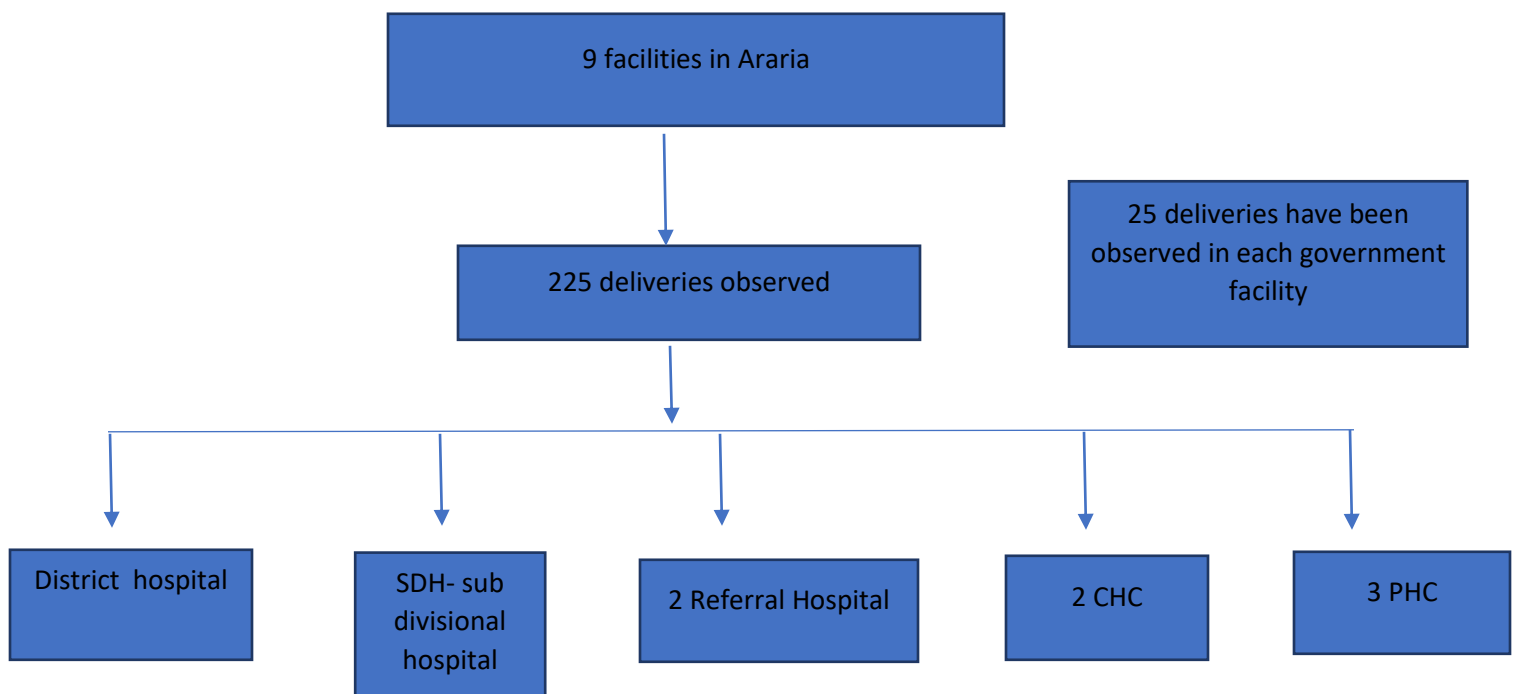 9 facilities in Araria
25 deliveries have been
observed in each government
facility
225 deliveries observed
District  hospital
SDH- sub
divisional
hospital
2 Referral Hospital
2 CHC
3 PHC